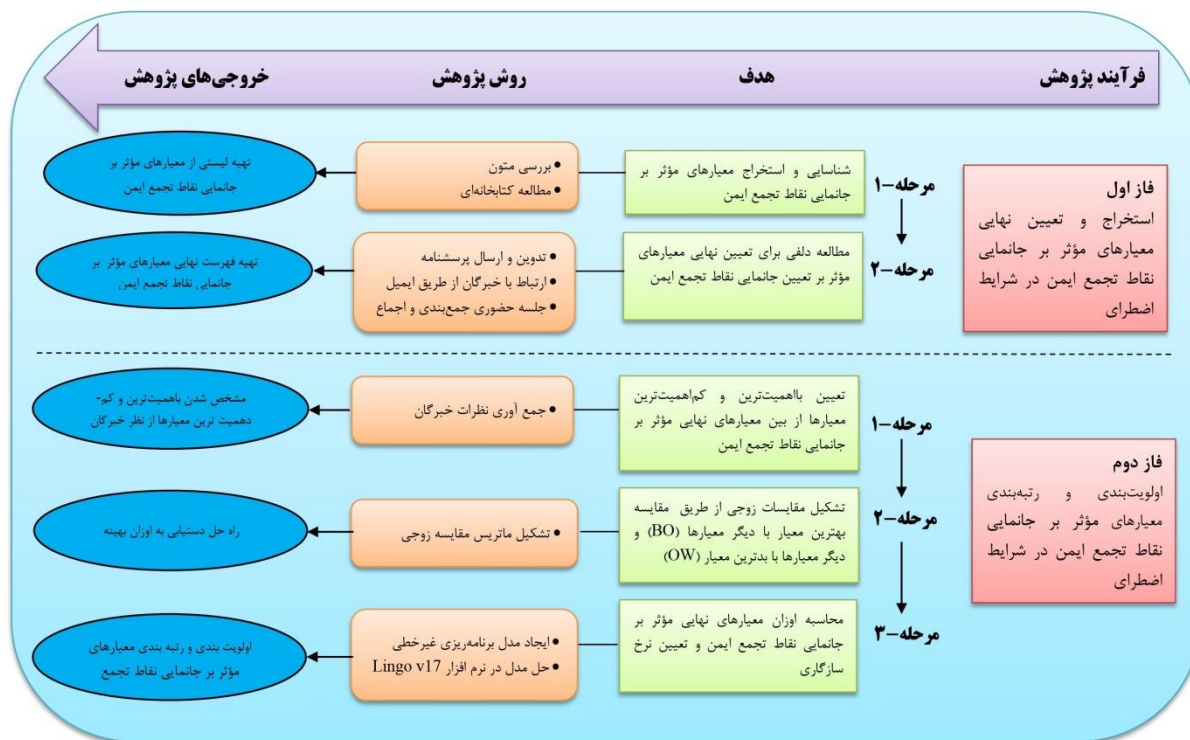 فرآیند پژوهش
هدف
روش پژوهش
خروجی‌های پژوهش
فاز اول
استخراج و تعیین نهایی
معیارهای مؤثر بر جانمایی
نقاط تجمع ایمن در شرایط
اضطرای
مرحله-۱
شناسایی و استخراج معیارهای مؤثر بر
جانمایی نقاط تجمع ایمن
• بررسی متون
• مطالعه کتابخانه‌ای
تهیه لیستی از معیارهای مؤثر بر
جانمایی نقاط تجمع ایمن
مرحله-۲
مطالعه دلفی برای تعیین نهایی معیارهای
مؤثر بر تعیین جانمایی نقاط تجمع ایمن
• تدوین و ارسال پرسشنامه
• ارتباط با خبرگان از طریق ایمیل
• جلسه حضوری جمع‌بندی و اجماع
تهیه فهرست نهایی معیارهای مؤثر بر
جانمایی نقاط تجمع ایمن
فاز دوم
اولویت‌بندی و رتبه‌بندی
معیارهای مؤثر بر جانمایی
نقاط تجمع ایمن در شرایط
اضطرای
مرحله-۱
تعیین بااهمیت‌ترین و کم‌اهمیت‌ترین
معیارها از بین معیارهای نهایی مؤثر بر
جانمایی نقاط تجمع ایمن
• جمع آوری نظرات خبرگان
مشخص شدن باهمیت‌ترین و کم-
دهمیت ترین معیارها از نظر خبرگان
مرحله-۲
تشکیل مقایسات زوجی از طریق مقایسه
بهترین معیار با دیگر معیارها (BO) و
دیگر معیارها با بدترین معیار (OW)
• تشکیل ماتریس مقایسه زوجی
راه حل دستیابی به اوزان بهینه
مرحله-۳
محاسبه اوزان معیارهای نهایی مؤثر بر
جانمایی نقاط تجمع ایمن و تعیین نرخ
سازگاری
• ایجاد مدل برنامه‌ریزی غیرخطی
• حل مدل در نرم افزار Lingo v17
اولویت بندی و رتبه بندی معیارهای
مؤثر بر جانمایی نقاط تجمع